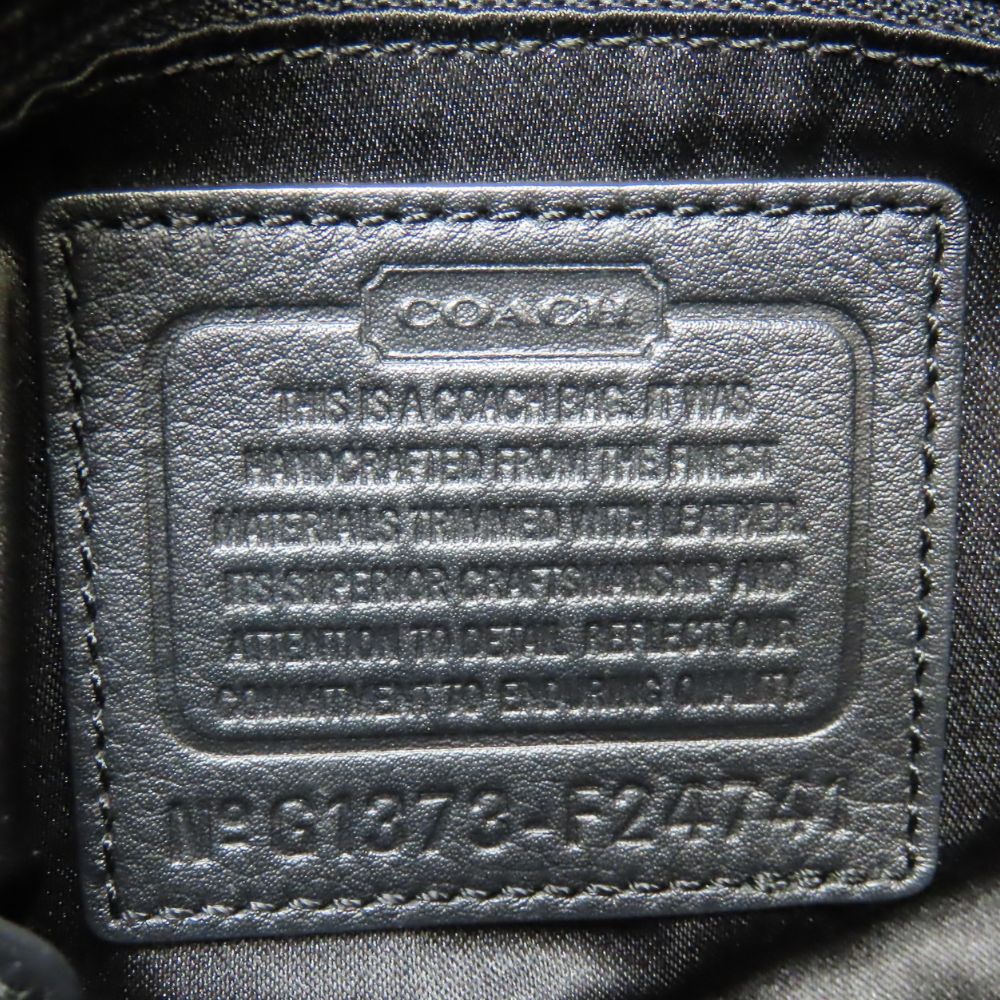 COACH
THIS IS A COACH BAG. IT WAS
HANDCRAFTED FROM THE FINEST
MATERIALS TRIMMED WITH LEATHER.
ITS SUPERIOR CRAFTSMANSHIP AND
ATTENTION TO DETAIL REFLECT OUR
COMMITMENT TO ENDURING QUALITY.
Nº G1373-F24741